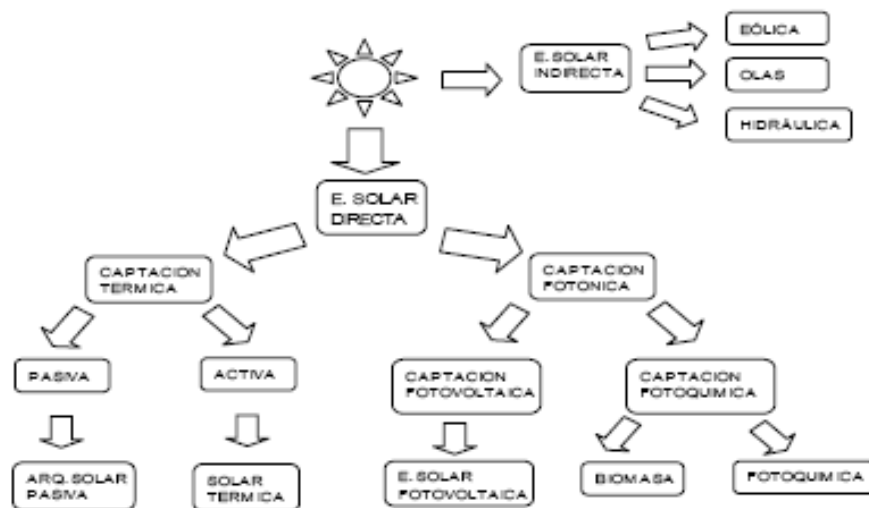 EÓLICA
E. SOLAR
INDIRECTA
OLAS
HIDRÁULICA
E. SOLAR
DIRECTA
CAPTACION
TERMICA
CAPTACION
FOTONICA
PASIVA
ACTIVA
CAPTACION
FOTOVOLTAICA
CAPTACION
FOTOQUIMICA
ARQ. SOLAR
PASIVA
SOLAR
TERMICA
E. SOLAR
FOTOVOLTAICA
BIOMASA
FOTOQUIMICA